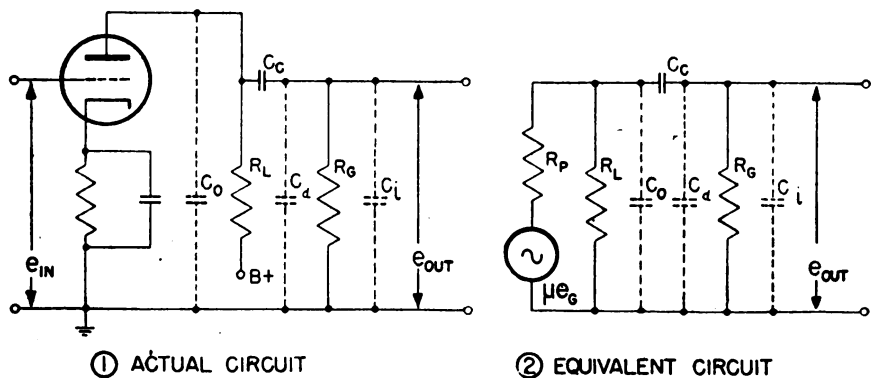 C_C
C_O
R_L
C_d
R_G
C_i
e_IN
e_OUT
B+
① ACTUAL CIRCUIT
C_C
R_P
R_L
C_O
C_d
R_G
C_i
e_OUT
μe_G
② EQUIVALENT CIRCUIT